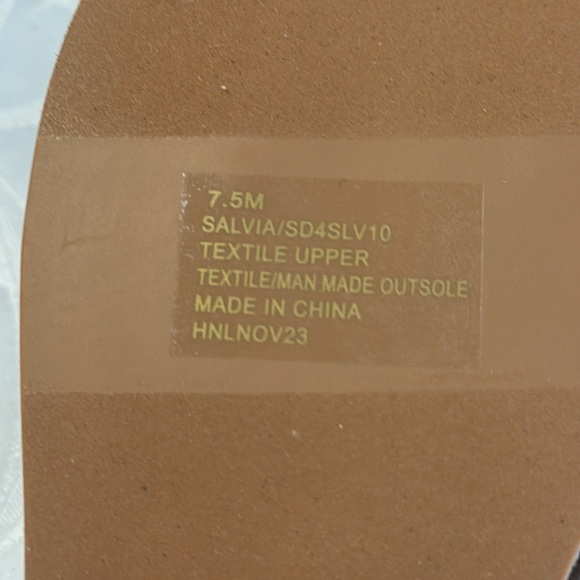 7.5M
SALVIA/SD4SLV10
TEXTILE UPPER
TEXTILE/MAN MADE OUTSOLE
MADE IN CHINA
HNLNOV23